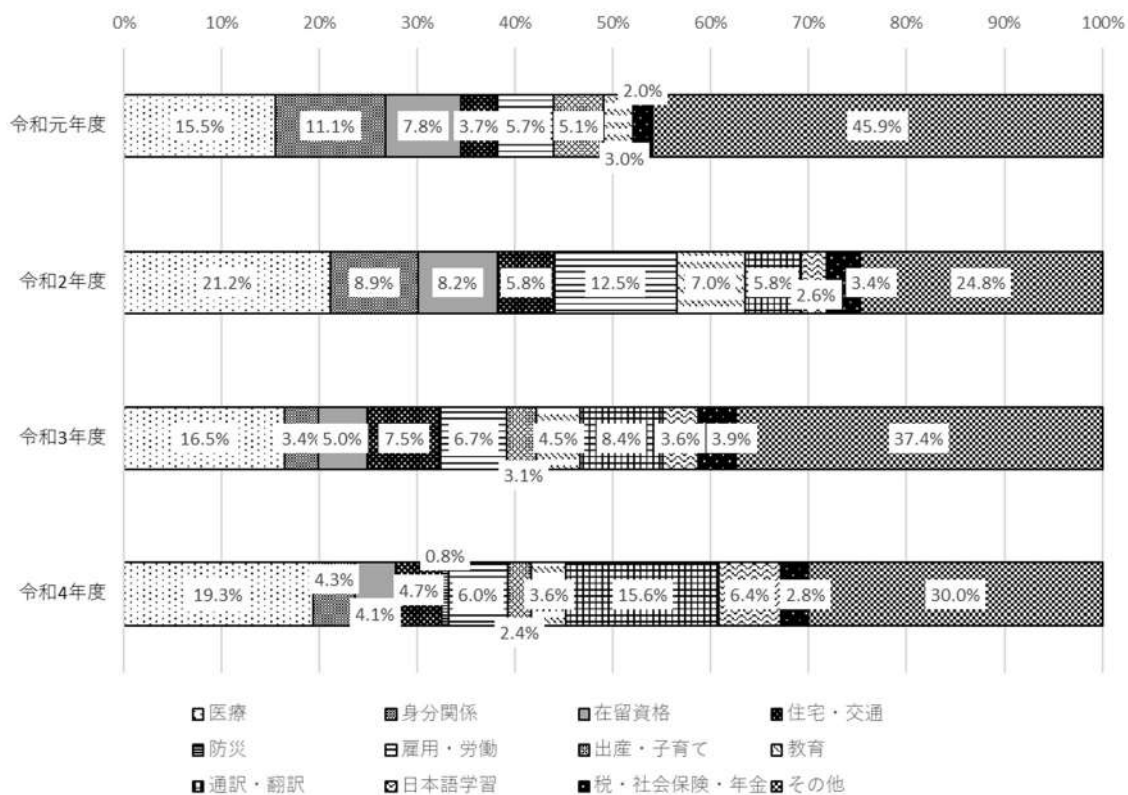 0% 10% 20% 30% 40% 50% 60% 70% 80% 90% 100%
2.0%
令和元年度 15.5% 11.1% 7.8% 3.7% 5.7% 5.1% 45.9%
3.0%
令和2年度 21.2% 8.9% 8.2% 5.8% 12.5% 7.0% 5.8% 2.6% 3.4% 24.8%
令和3年度 16.5% 3.4% 5.0% 7.5% 6.7% 4.5% 8.4% 3.6% 3.9% 37.4%
3.1%
0.8%
令和4年度 19.3% 4.3% 4.1% 4.7% 6.0% 3.6% 15.6% 6.4% 2.8% 30.0%
2.4%
医療 身分関係 在留資格 住宅・交通
防災 雇用・労働 出産・子育て 教育
通訳・翻訳 日本語学習 税・社会保険・年金 その他